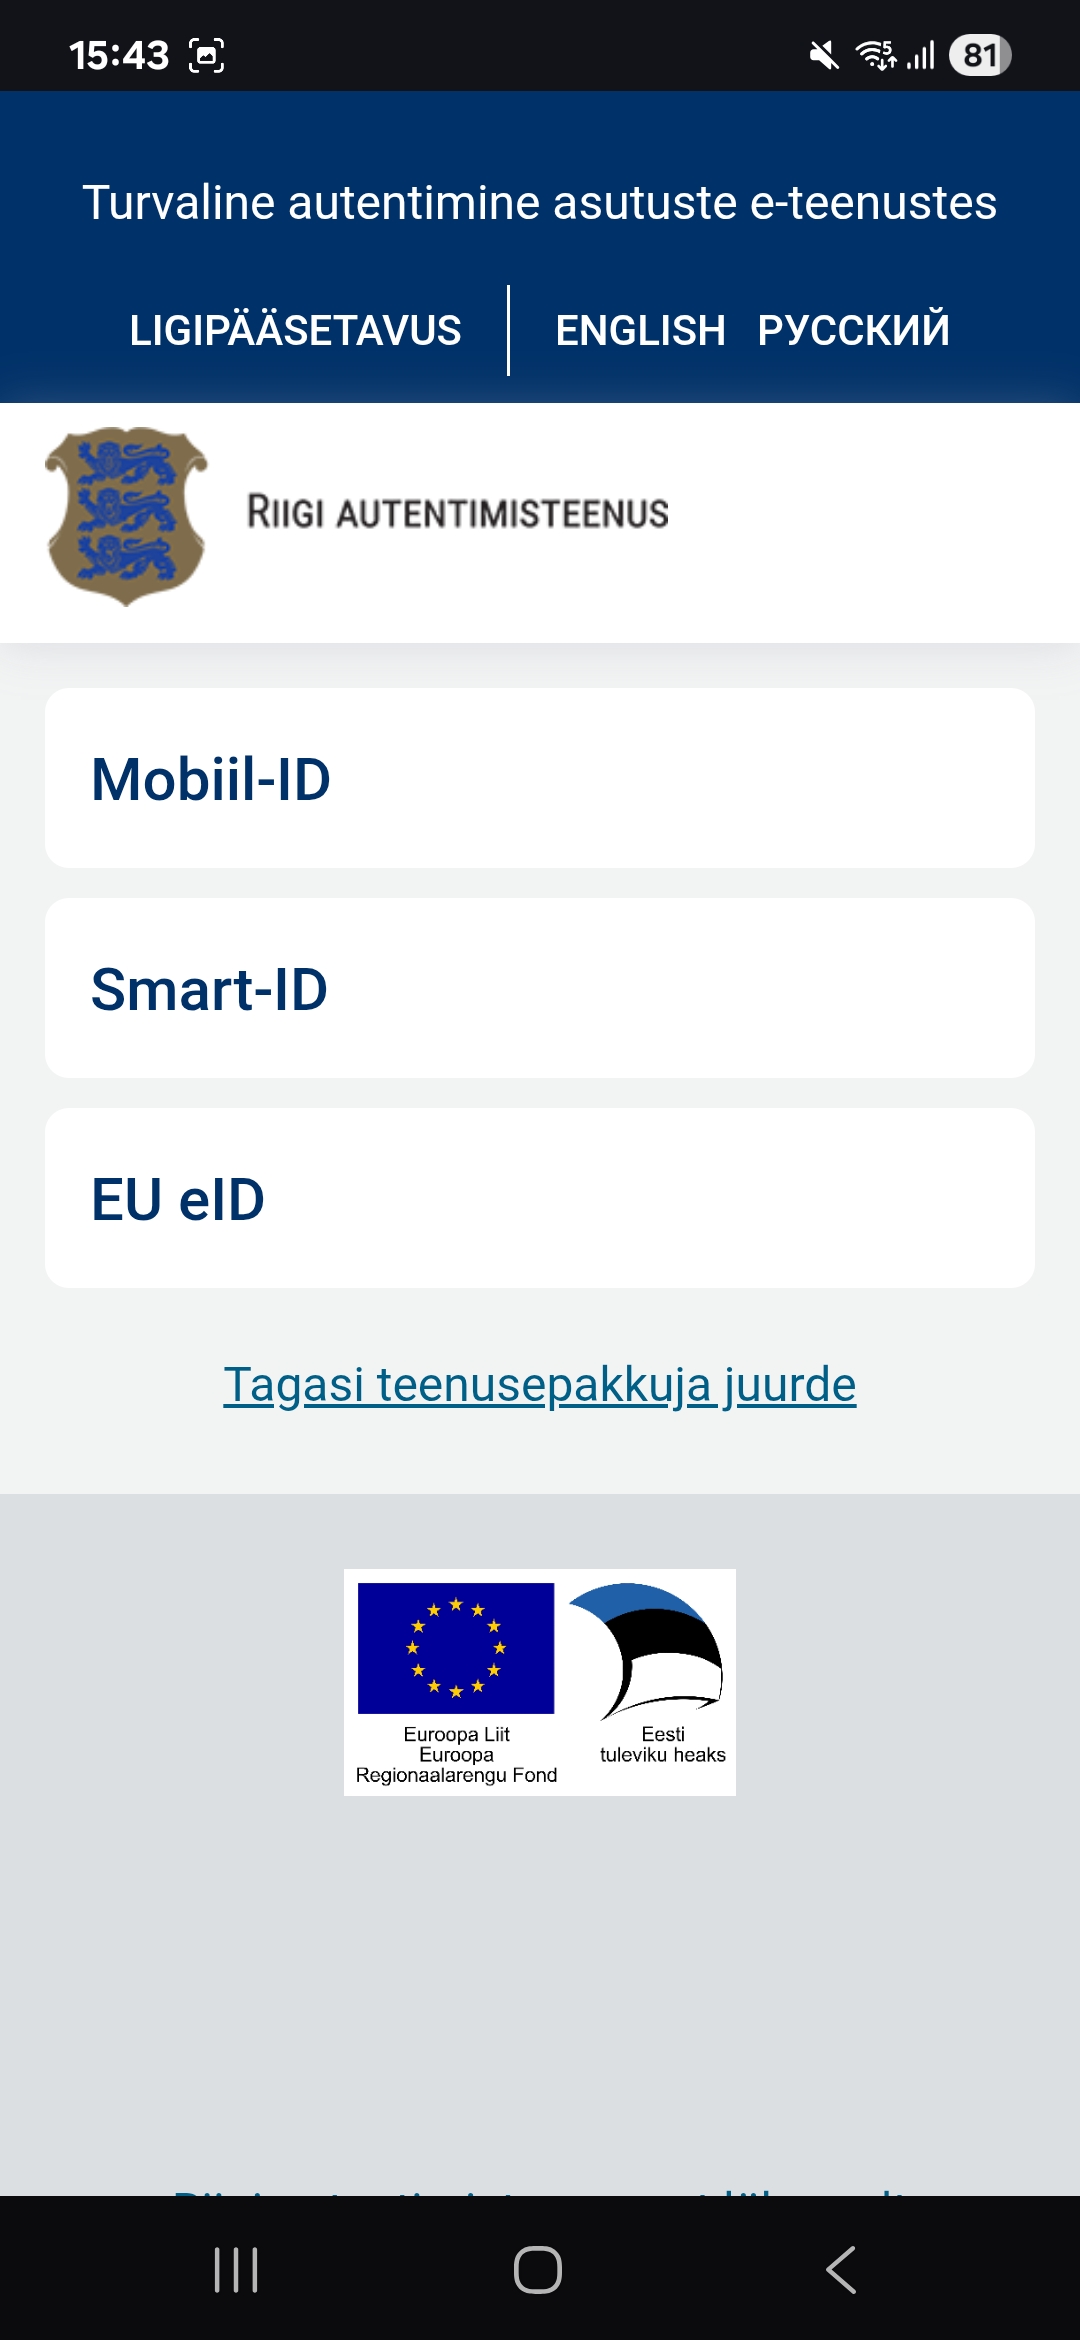 15:43
81
Turvaline autentimine asutuste e-teenustes
LIGIPÄÄSETAVUS
ENGLISH РУССКИЙ
RIIGI AUTENTIMISTEENUS
Mobiil-ID
Smart-ID
EU eID
Tagasi teenusepakkuja juurde
Euroopa Liit
Euroopa
Regionaalarengu Fond
Eesti
tuleviku heaks